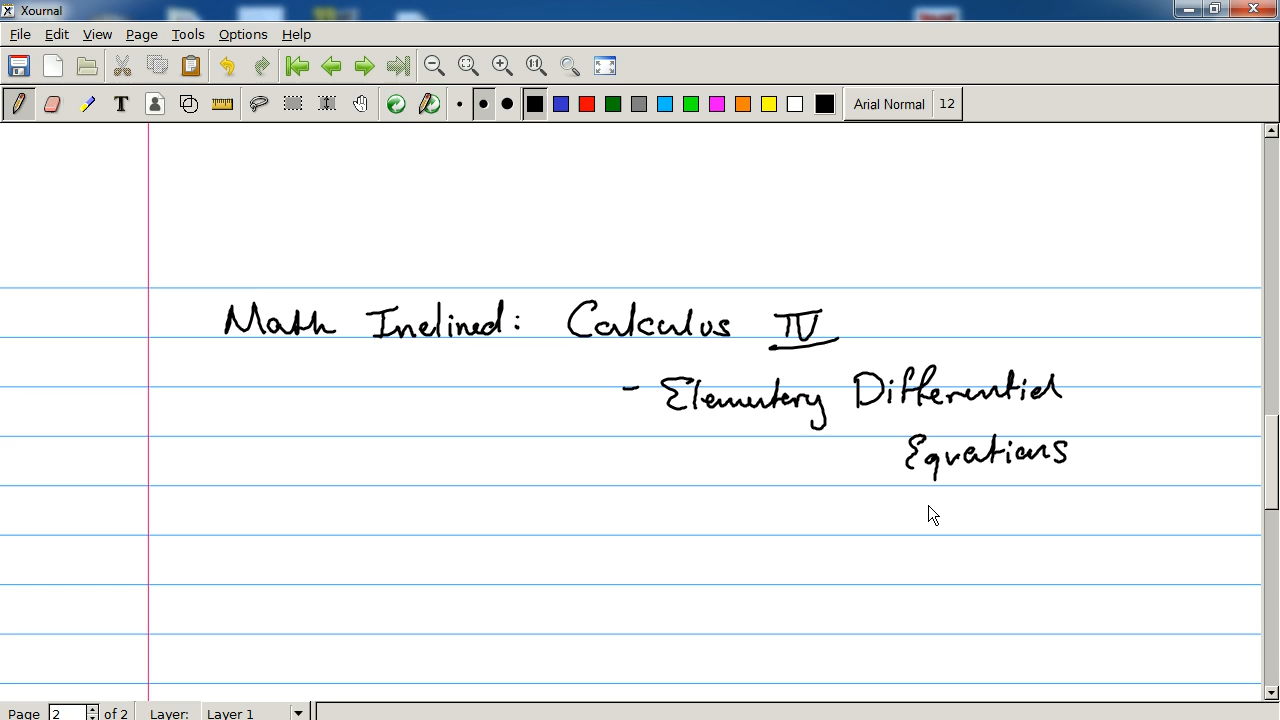 Xournal
File Edit View Page Tools Options Help
Arial Normal 12
Math Inclined: Calculus IV
- Elementary Differential
Equations
Page 2 of 2 Layer: Layer 1